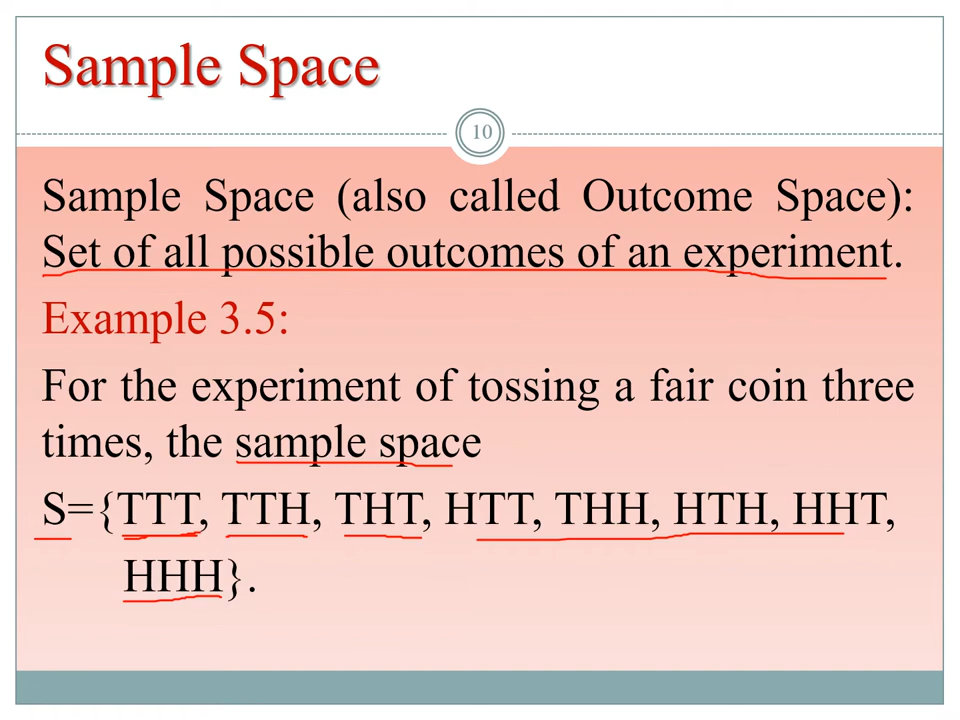 Sample Space
10
Sample Space (also called Outcome Space):
Set of all possible outcomes of an experiment.
Example 3.5:
For the experiment of tossing a fair coin three
times, the sample space
S={TTT, TTH, THT, HTT, THH, HTH, HHT,
HHH}.